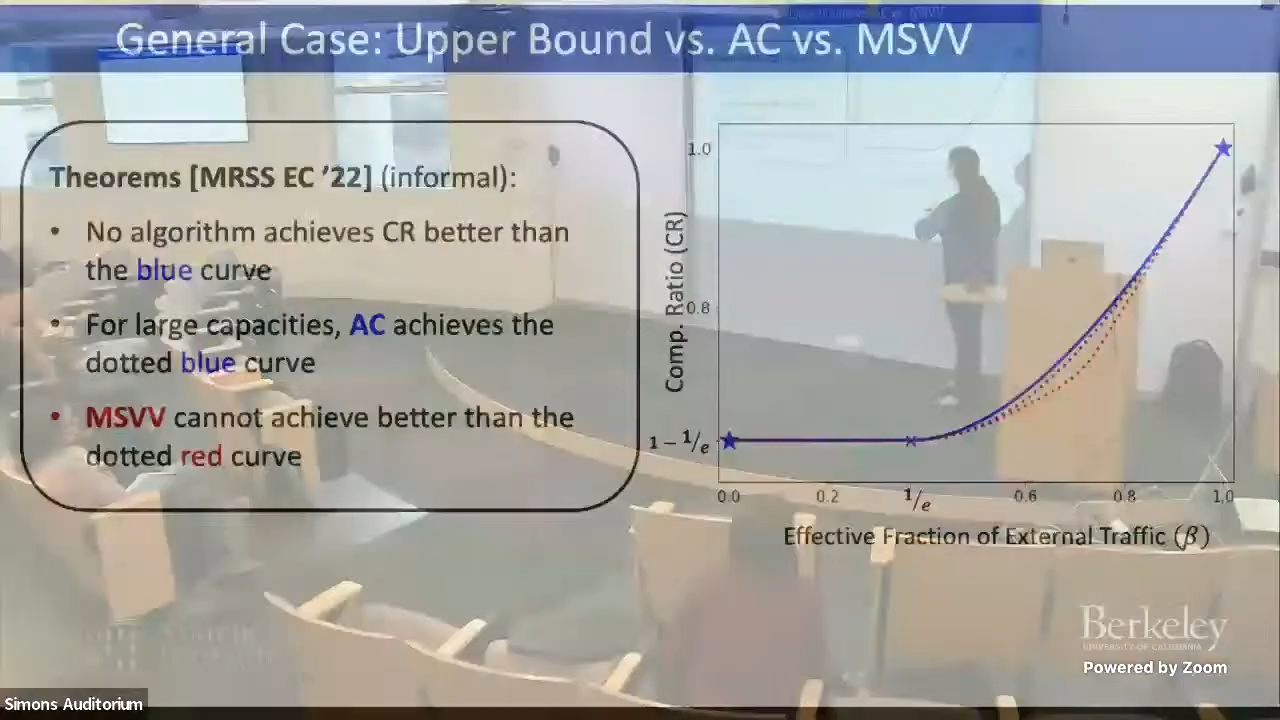 General Case: Upper Bound vs. AC vs. MSVV
Theorems [MRSS EC ’22] (informal):
• No algorithm achieves CR better than
the blue curve
• For large capacities, AC achieves the
dotted blue curve
• MSVV cannot achieve better than the
dotted red curve
Comp. Ratio (CR)
1.0
0.8
1 − 1/e
0.0 0.2 1/e 0.6 0.8 1.0
Effective Fraction of External Traffic (β)
Berkeley
UNIVERSITY OF CALIFORNIA
Powered by Zoom
Simons Auditorium